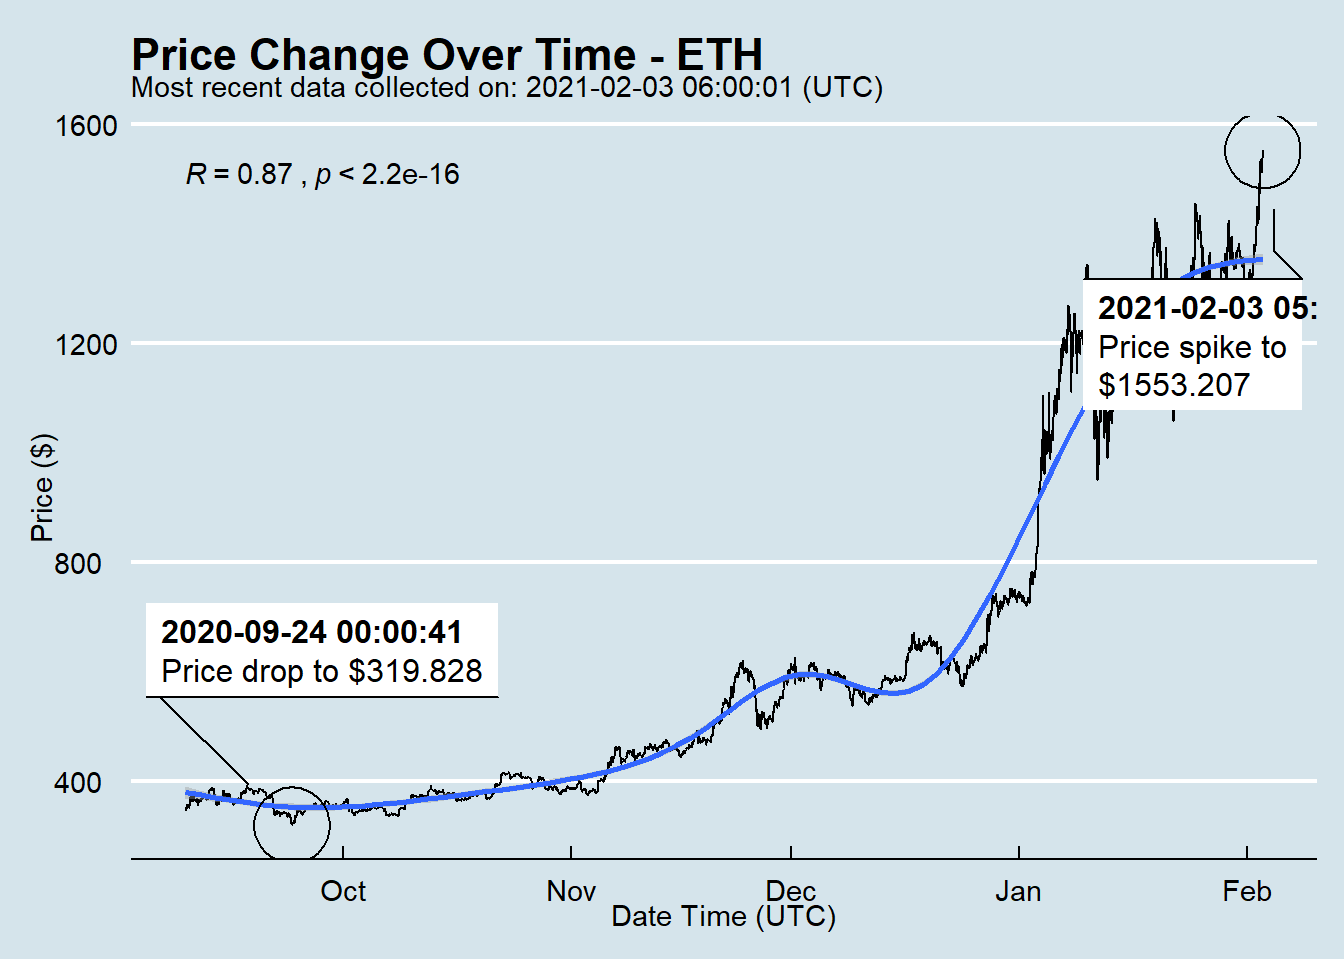 Price Change Over Time - ETH
Most recent data collected on: 2021-02-03 06:00:01 (UTC)
1600
R = 0.87 , p < 2.2e-16
2021-02-03 05:
Price spike to
$1553.207
1200
Price ($)
800
2020-09-24 00:00:41
Price drop to $319.828
400
Oct Nov Dec Jan Feb
Date Time (UTC)